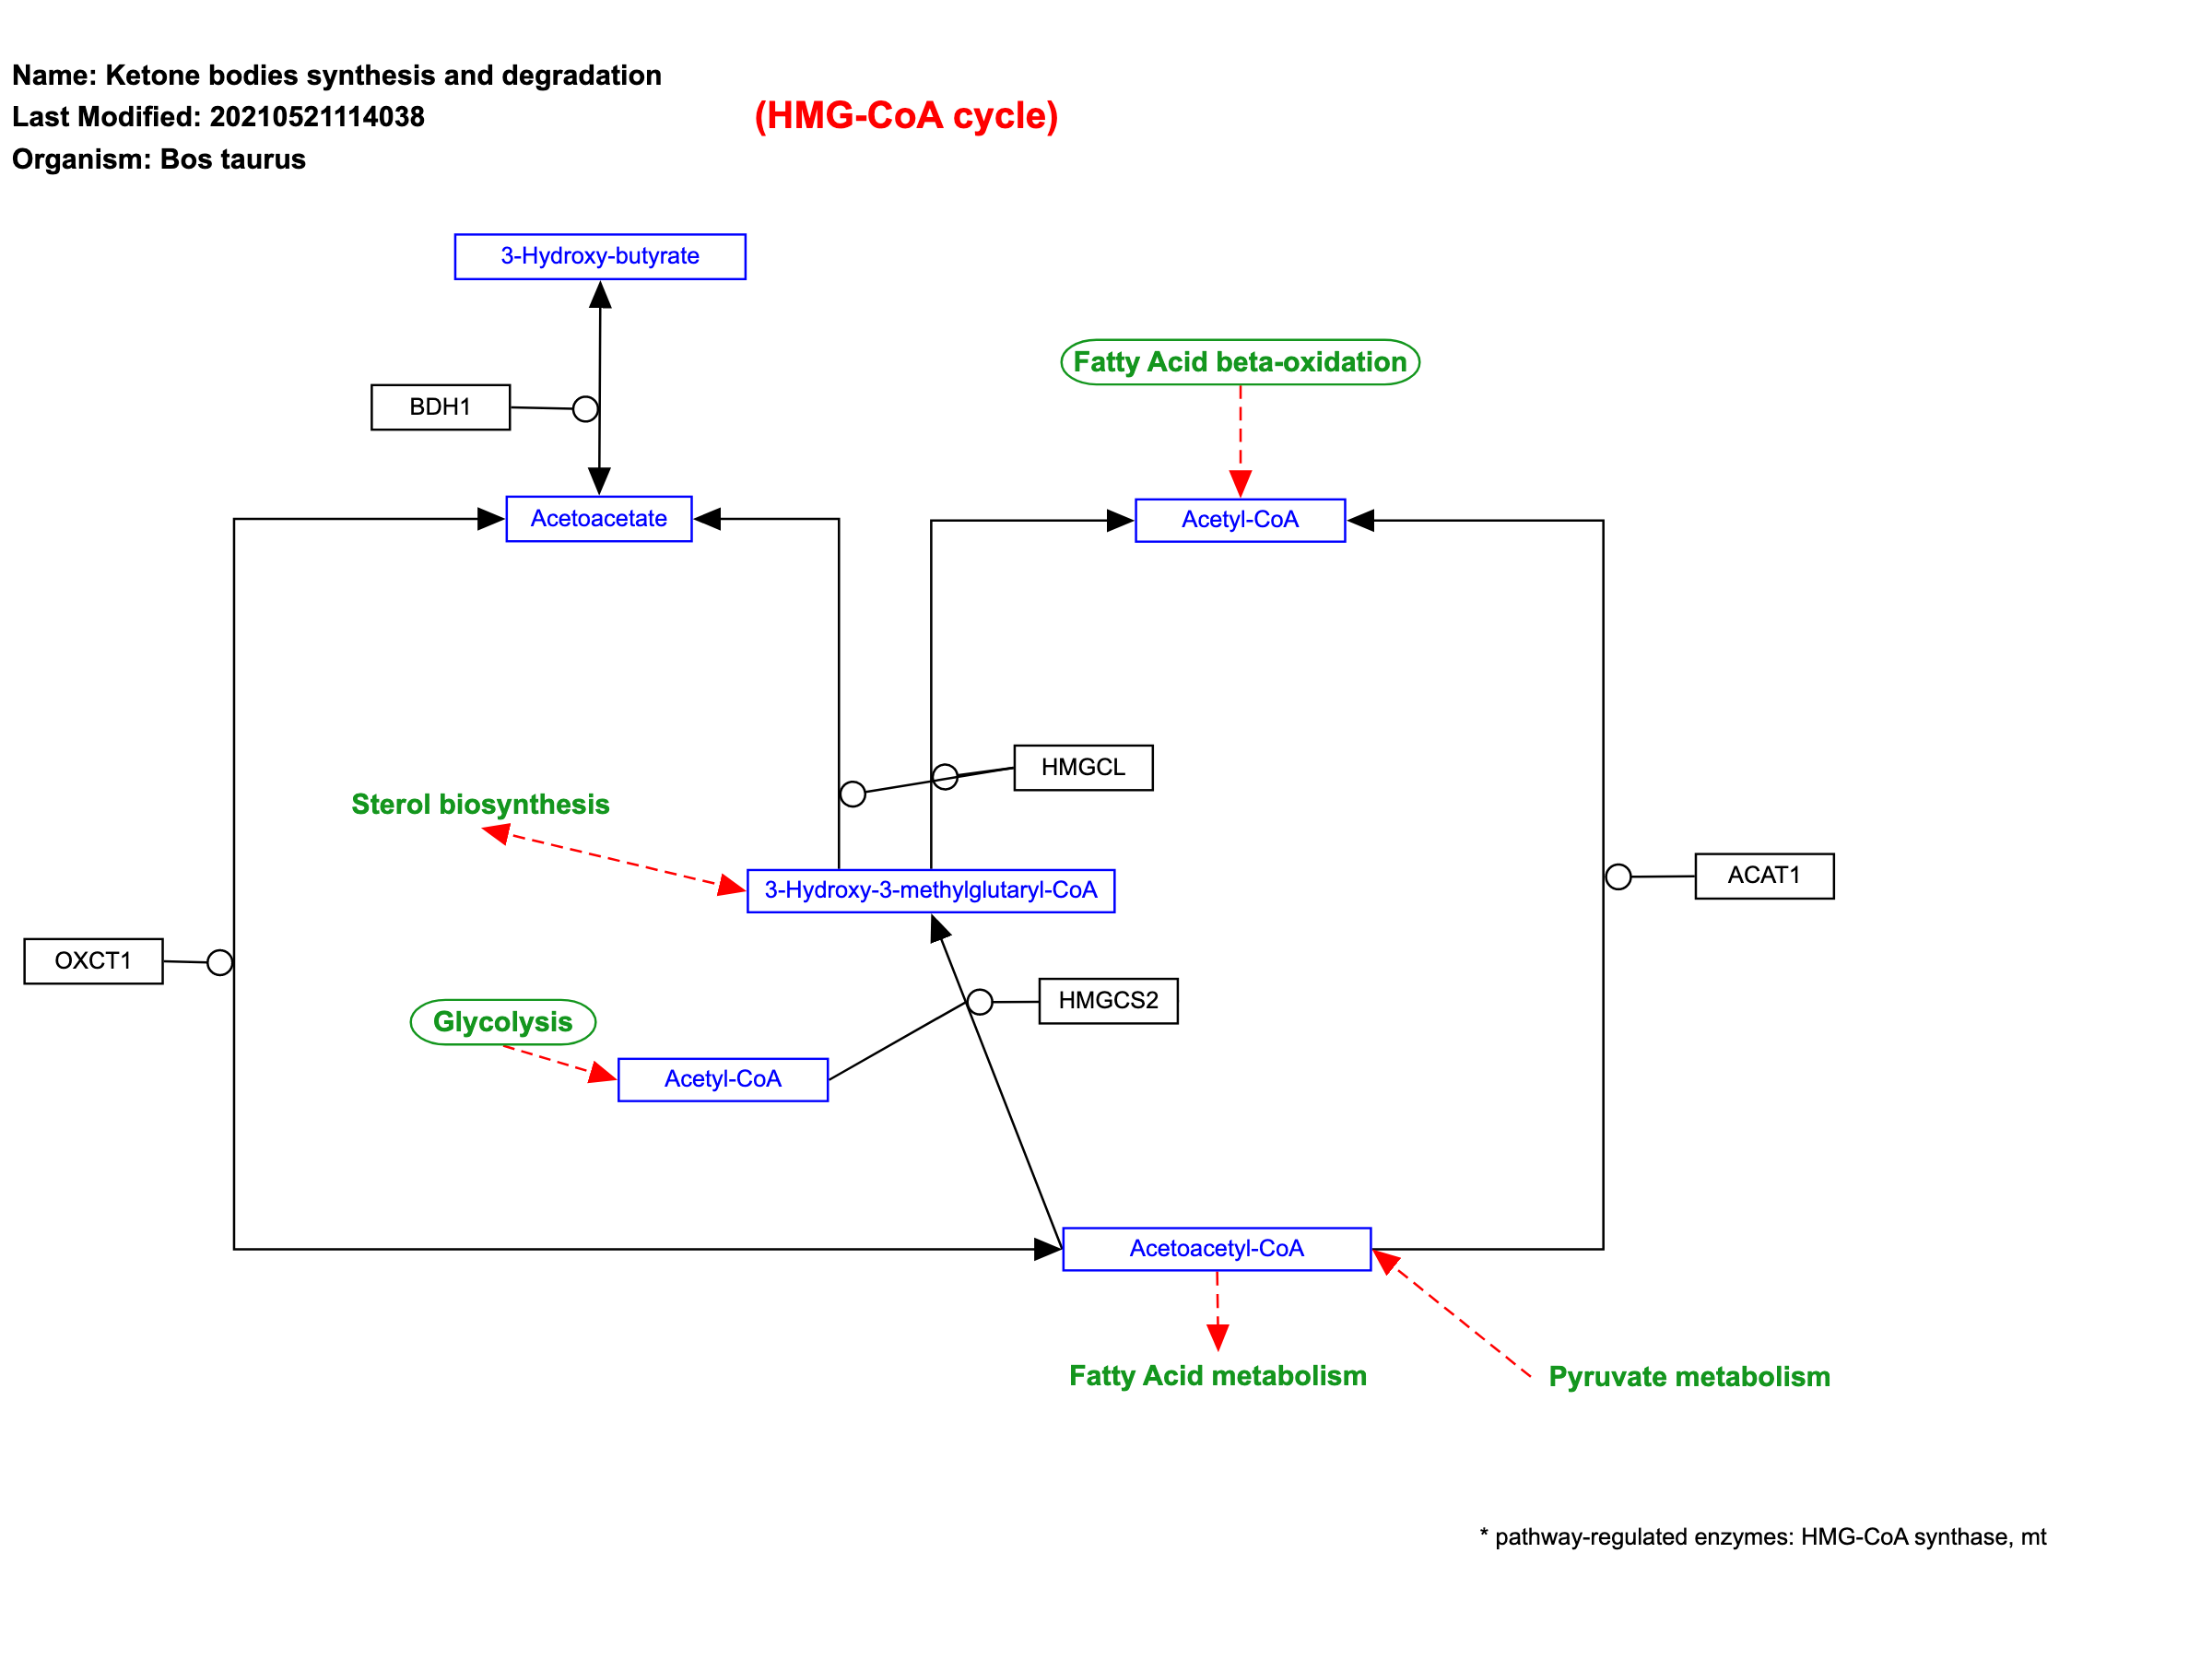 Name: Ketone bodies synthesis and degradation
Last Modified: 20210521114038
(HMG-CoA cycle)
Organism: Bos taurus
3-Hydroxy-butyrate
Fatty Acid beta-oxidation
BDH1
Acetoacetate
Acetyl-CoA
HMGCL
Sterol biosynthesis
3-Hydroxy-3-methylglutaryl-CoA
ACAT1
OXCT1
HMGCS2
Glycolysis
Acetyl-CoA
Acetoacetyl-CoA
Fatty Acid metabolism
Pyruvate metabolism
* pathway-regulated enzymes: HMG-CoA synthase, mt